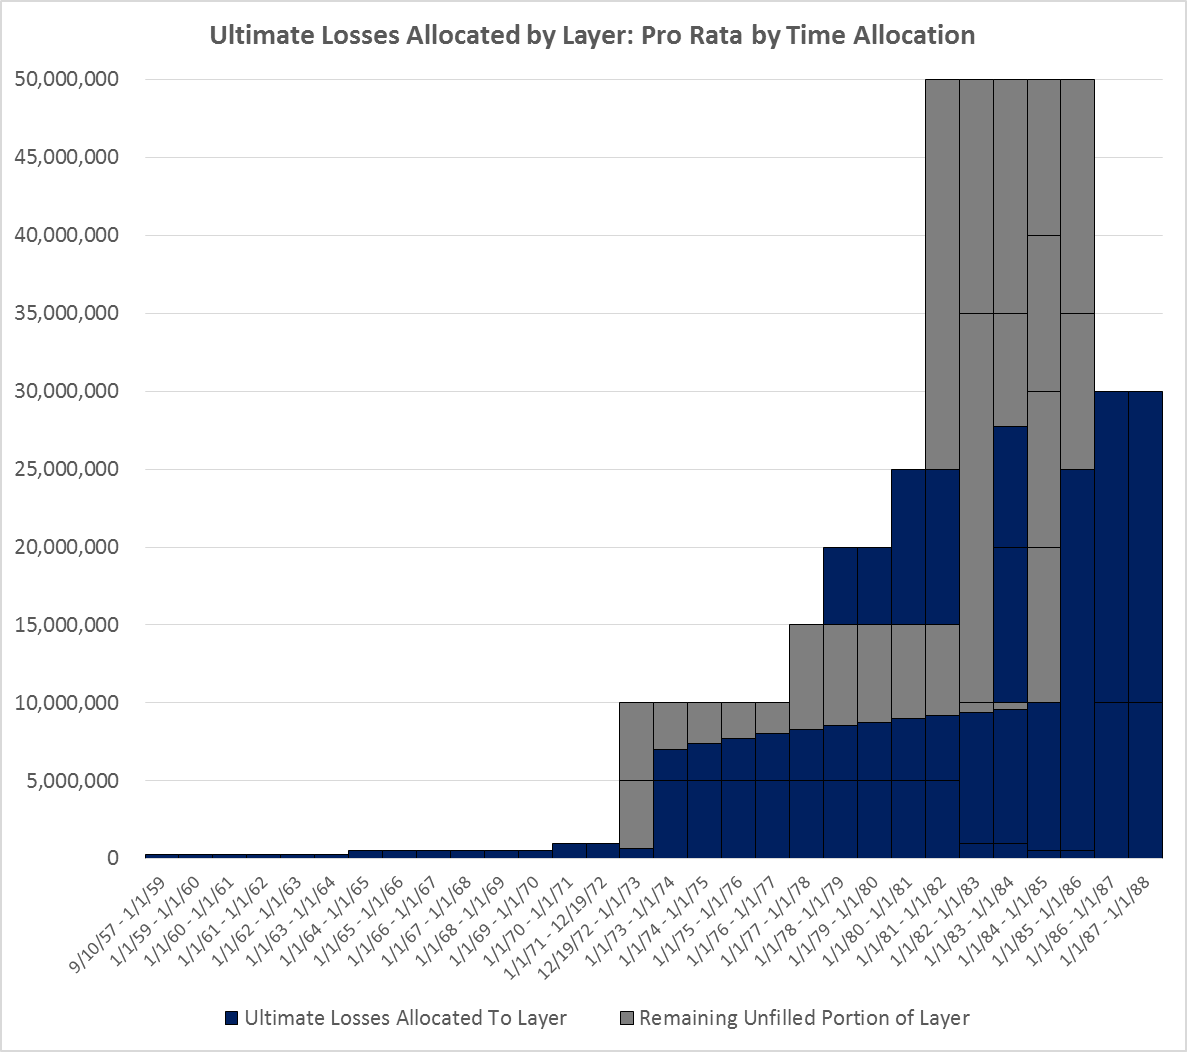 Ultimate Losses Allocated by Layer: Pro Rata by Time Allocation
50,000,000
45,000,000
40,000,000
35,000,000
30,000,000
25,000,000
20,000,000
15,000,000
10,000,000
5,000,000
0
9/10/57 - 1/1/59
1/1/59 - 1/1/60
1/1/60 - 1/1/61
1/1/61 - 1/1/62
1/1/62 - 1/1/63
1/1/63 - 1/1/64
1/1/64 - 1/1/65
1/1/65 - 1/1/66
1/1/66 - 1/1/67
1/1/67 - 1/1/68
1/1/68 - 1/1/69
1/1/69 - 1/1/70
1/1/70 - 1/1/71
1/1/71 - 12/19/72
12/19/72 - 1/1/73
1/1/73 - 1/1/74
1/1/74 - 1/1/75
1/1/75 - 1/1/76
1/1/76 - 1/1/77
1/1/77 - 1/1/78
1/1/78 - 1/1/79
1/1/79 - 1/1/80
1/1/80 - 1/1/81
1/1/81 - 1/1/82
1/1/82 - 1/1/83
1/1/83 - 1/1/84
1/1/84 - 1/1/85
1/1/85 - 1/1/86
1/1/86 - 1/1/87
1/1/87 - 1/1/88
Ultimate Losses Allocated To Layer
Remaining Unfilled Portion of Layer